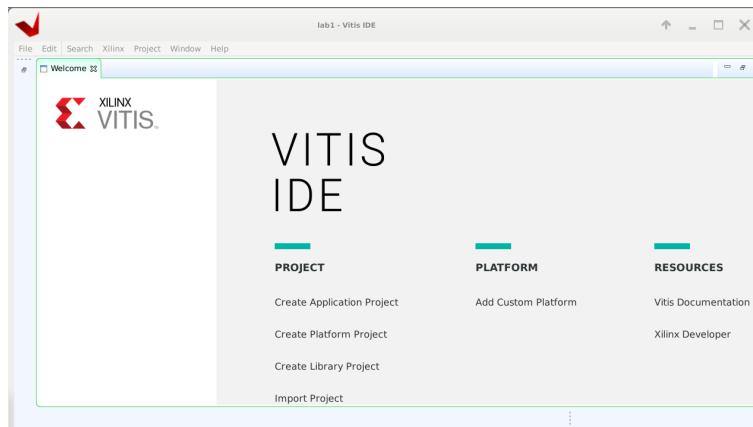 lab1 - Vitis IDE
File Edit Search Xilinx Project Window Help
Welcome
XILINX
VITIS
VITIS
IDE
PROJECT
Create Application Project
Create Platform Project
Create Library Project
Import Project
PLATFORM
Add Custom Platform
RESOURCES
Vitis Documentation
Xilinx Developer